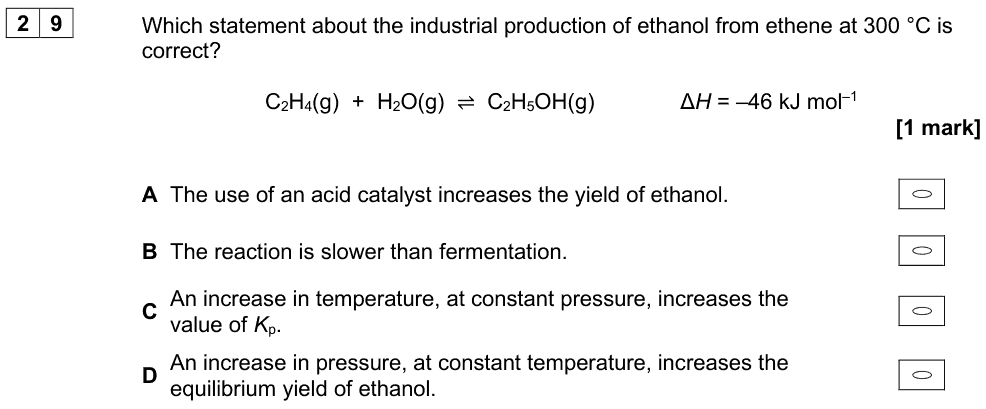 2 9 Which statement about the industrial production of ethanol from ethene at 300 °C is
correct?
C₂H₄(g) + H₂O(g) ⇌ C₂H₅OH(g) ΔH = –46 kJ mol⁻¹
[1 mark]
A The use of an acid catalyst increases the yield of ethanol.
B The reaction is slower than fermentation.
C An increase in temperature, at constant pressure, increases the
value of Kₚ.
D An increase in pressure, at constant temperature, increases the
equilibrium yield of ethanol.